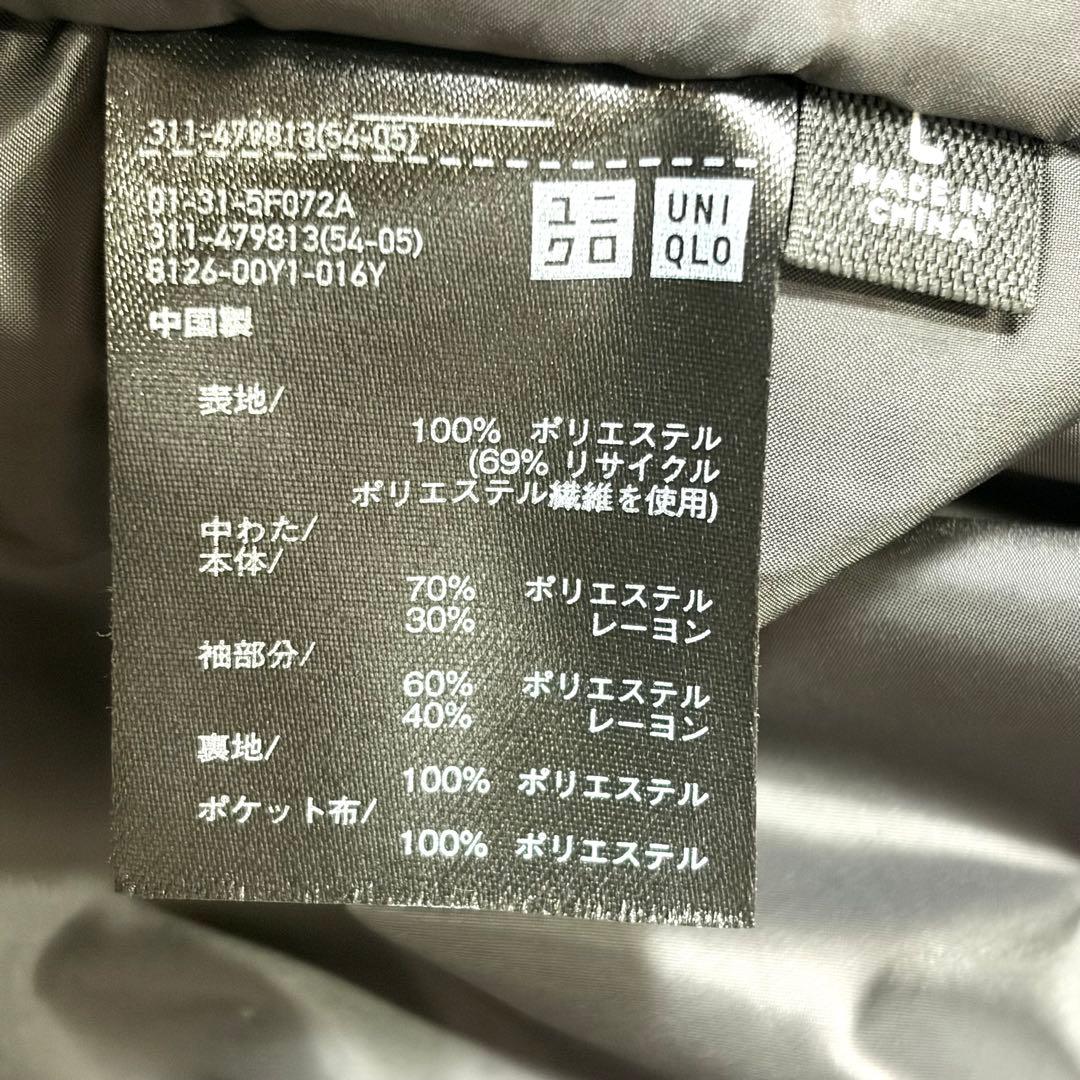 311-479813(54-05)
01-31-5F072A
311-479813(54-05)
8126-00Y1-016Y
中国製
ユニ
クロ
UNI
QLO
L
MADE IN
CHINA
表地/
100% ポリエステル
(69% リサイクル
ポリエステル繊維を使用)
中わた/
本体/
70% ポリエステル
30% レーヨン
袖部分/
60% ポリエステル
40% レーヨン
裏地/
100% ポリエステル
ポケット布/
100% ポリエステル